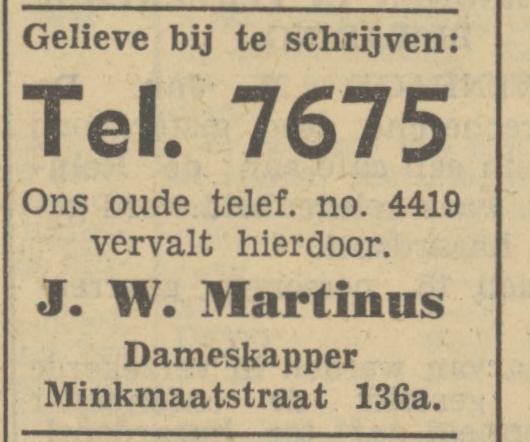 Gelieve bij te schrijven:
Tel. 7675
Ons oude telef. no. 4419
vervalt hierdoor.
J. W. Martinus
Dameskapper
Minkmaatstraat 136a.